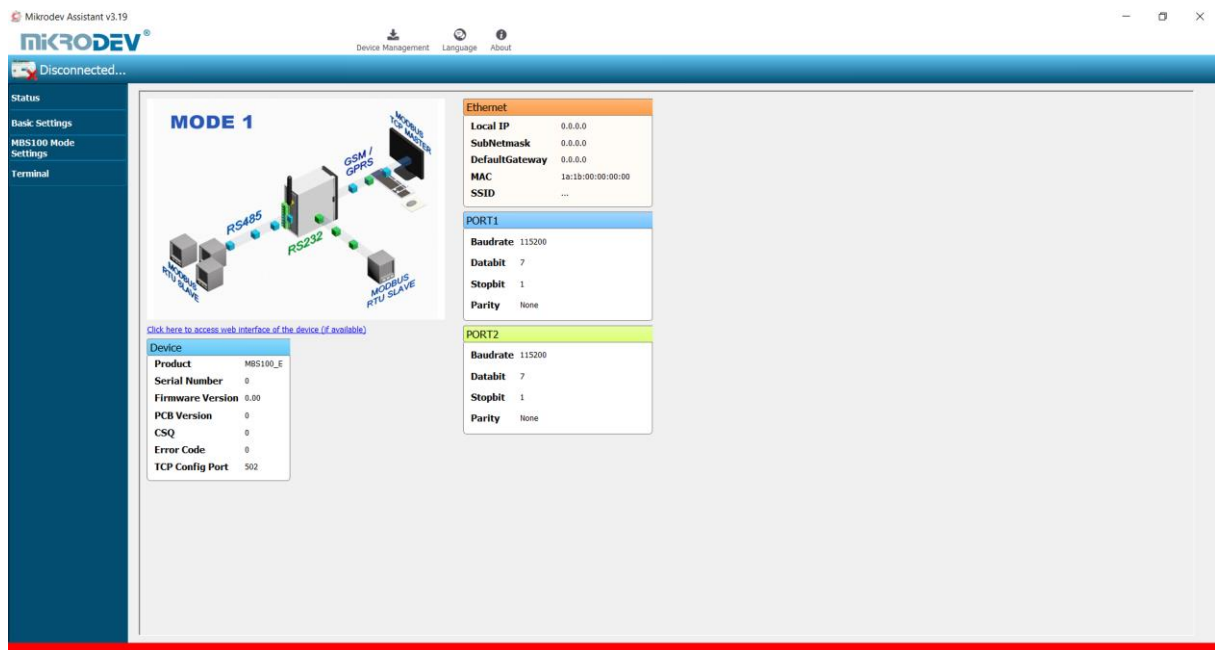 Mikrodev Assistant v3.19
MiKRODEV®
Device Management Language About
Disconnected...
Status
Basic Settings
MBS100 Mode
Settings
Terminal
MODE 1
MODBUS
TCP MASTER
GSM /
GPRS
RS485
RS232
MODBUS
RTU SLAVE
MODBUS
RTU SLAVE
Click here to access web interface of the device (if available)
Device
Product MBS100_E
Serial Number 0
Firmware Version 0.00
PCB Version 0
CSQ 0
Error Code 0
TCP Config Port 502
Ethernet
Local IP 0.0.0.0
SubNetmask 0.0.0.0
DefaultGateway 0.0.0.0
MAC 1a:1b:00:00:00:00
SSID ...
PORT1
Baudrate 115200
Databit 7
Stopbit 1
Parity None
PORT2
Baudrate 115200
Databit 7
Stopbit 1
Parity None